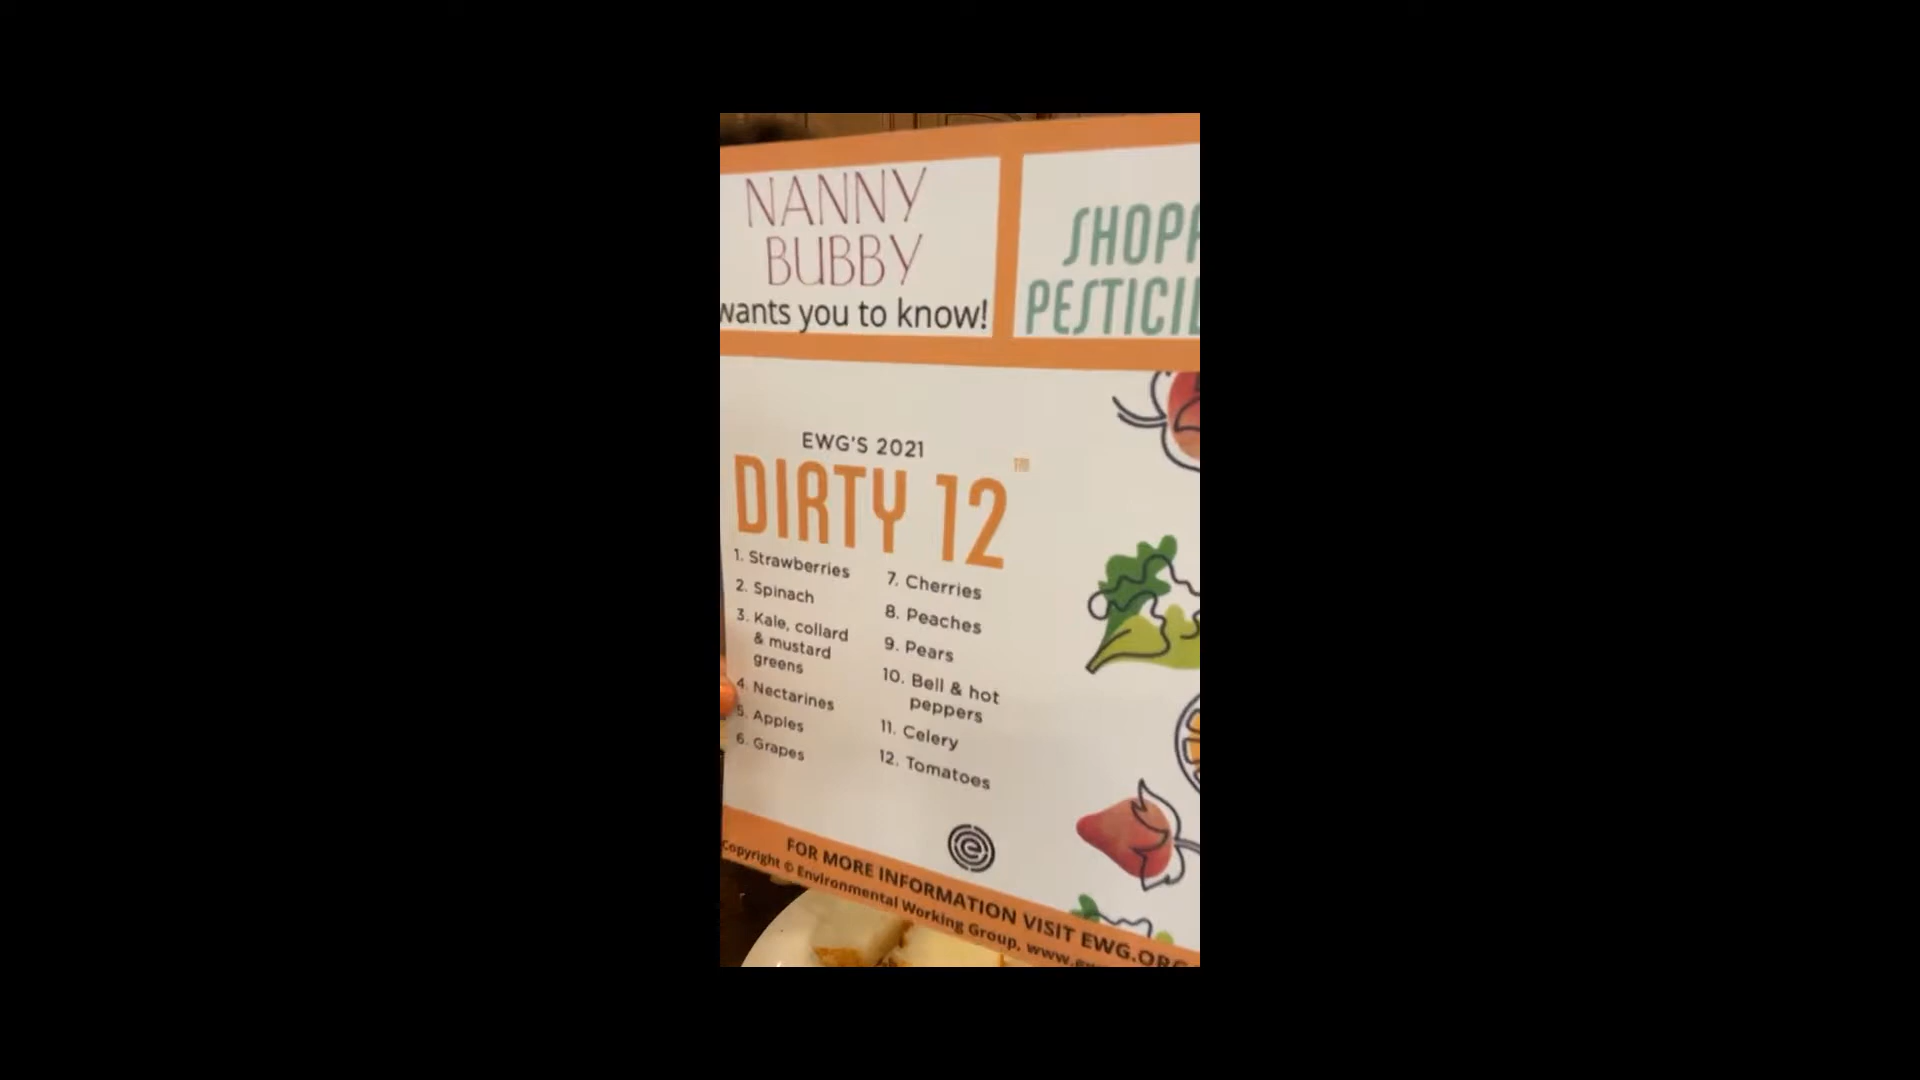 NANNY
BUBBY
wants you to know!
EWG'S 2021
DIRTY 12™
1. Strawberries
2. Spinach
3. Kale, collard
& mustard
greens
4. Nectarines
5. Apples
6. Grapes
7. Cherries
8. Peaches
9. Pears
10. Bell & hot
peppers
11. Celery
12. Tomatoes
e
FOR MORE INFORMATION VISIT EWG.ORG
Copyright © Environmental Working Group,